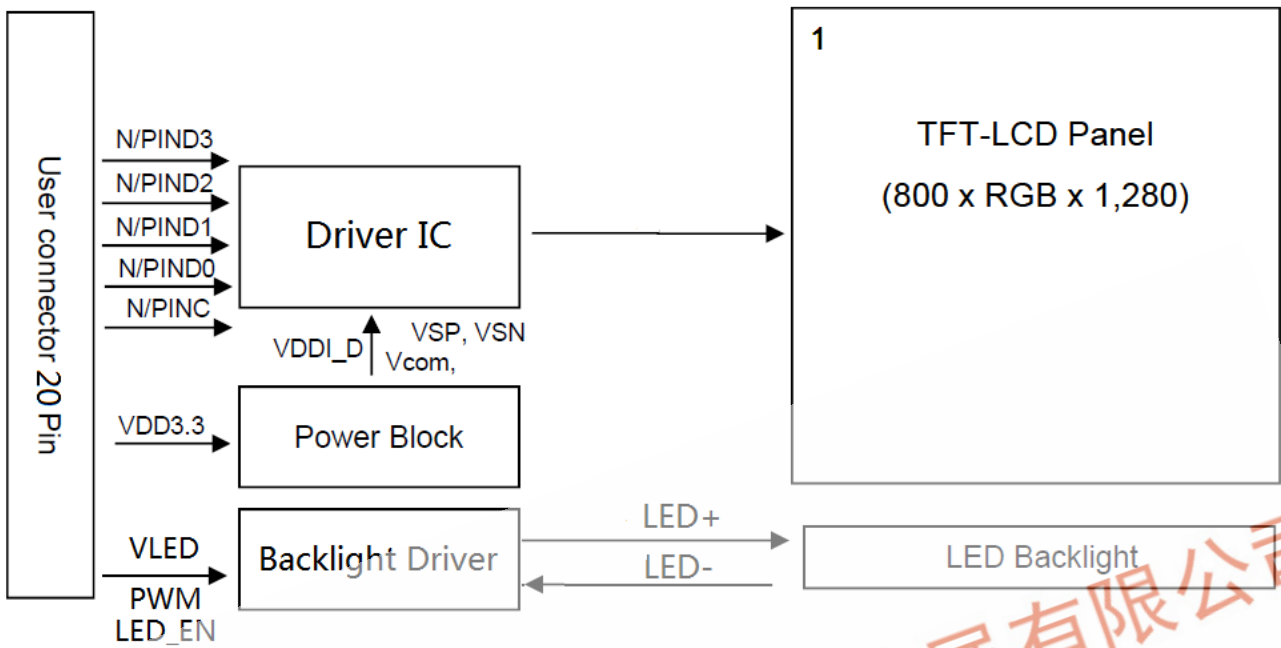 User connector 20 Pin
N/PIND3
N/PIND2
N/PIND1
N/PIND0
N/PINC
Driver IC
1
TFT-LCD Panel
(800 x RGB x 1,280)
VDDI_D
VSP, VSN
Vcom,
VDD3.3
Power Block
VLED
PWM
LED_EN
Backlight Driver
LED+
LED-
LED Backlight
有限公司